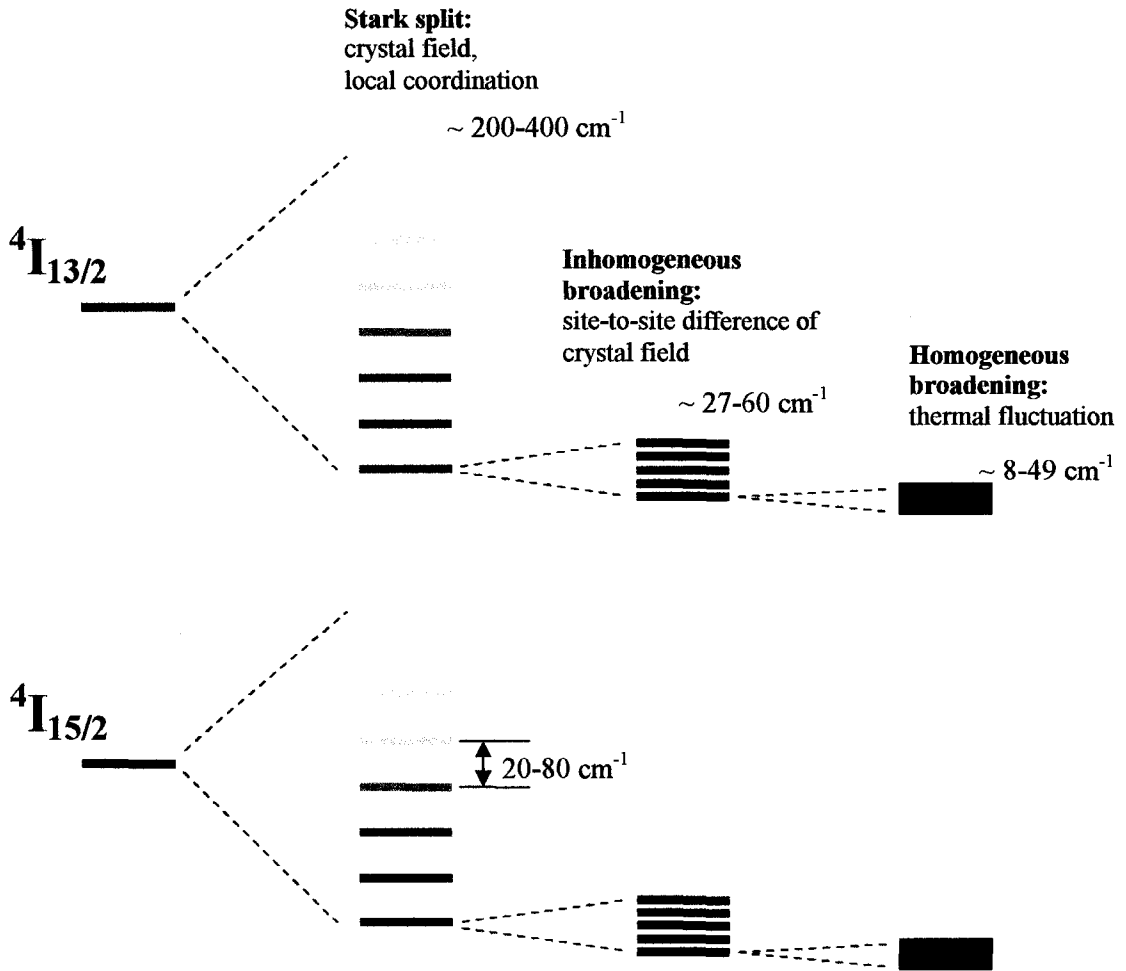 Stark split:
crystal field,
local coordination
~ 200-400 cm⁻¹
⁴I₁₃/₂
Inhomogeneous
broadening:
site-to-site difference of
crystal field
~ 27-60 cm⁻¹
Homogeneous
broadening:
thermal fluctuation
~ 8-49 cm⁻¹
⁴I₁₅/₂
20-80 cm⁻¹